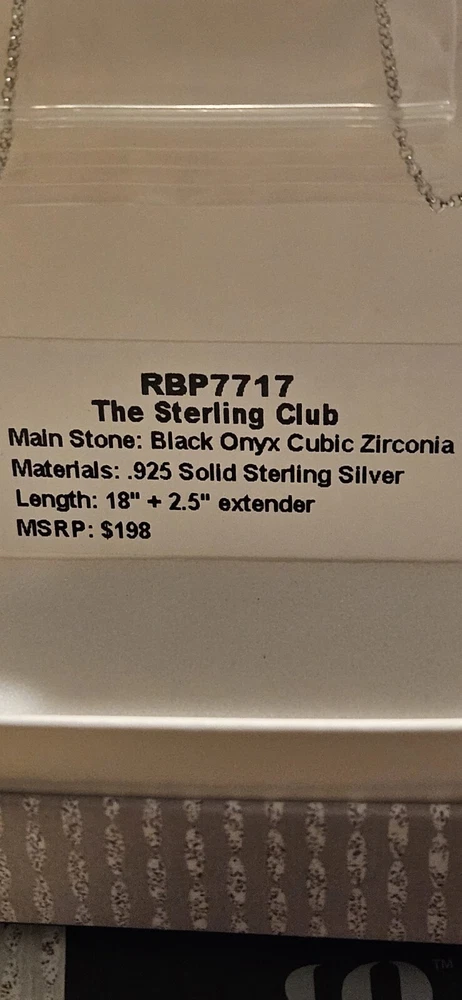 RBP7717
The Sterling Club
Main Stone: Black Onyx Cubic Zirconia
Materials: .925 Solid Sterling Silver
Length: 18" + 2.5" extender
MSRP: $198
TM